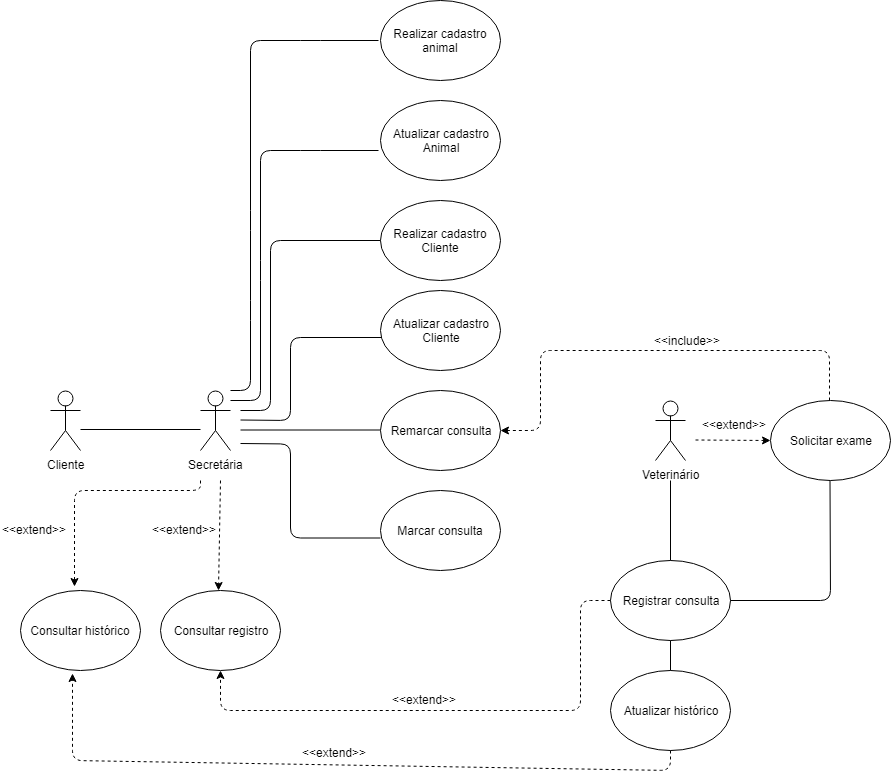 Realizar cadastro
animal
Atualizar cadastro
Animal
Realizar cadastro
Cliente
Atualizar cadastro
Cliente
<<include>>
Remarcar consulta
<<extend>>
Solicitar exame
Cliente
Secretária
Veterinário
<<extend>>
<<extend>>
Marcar consulta
Consultar histórico
Consultar registro
Registrar consulta
<<extend>>
Atualizar histórico
<<extend>>